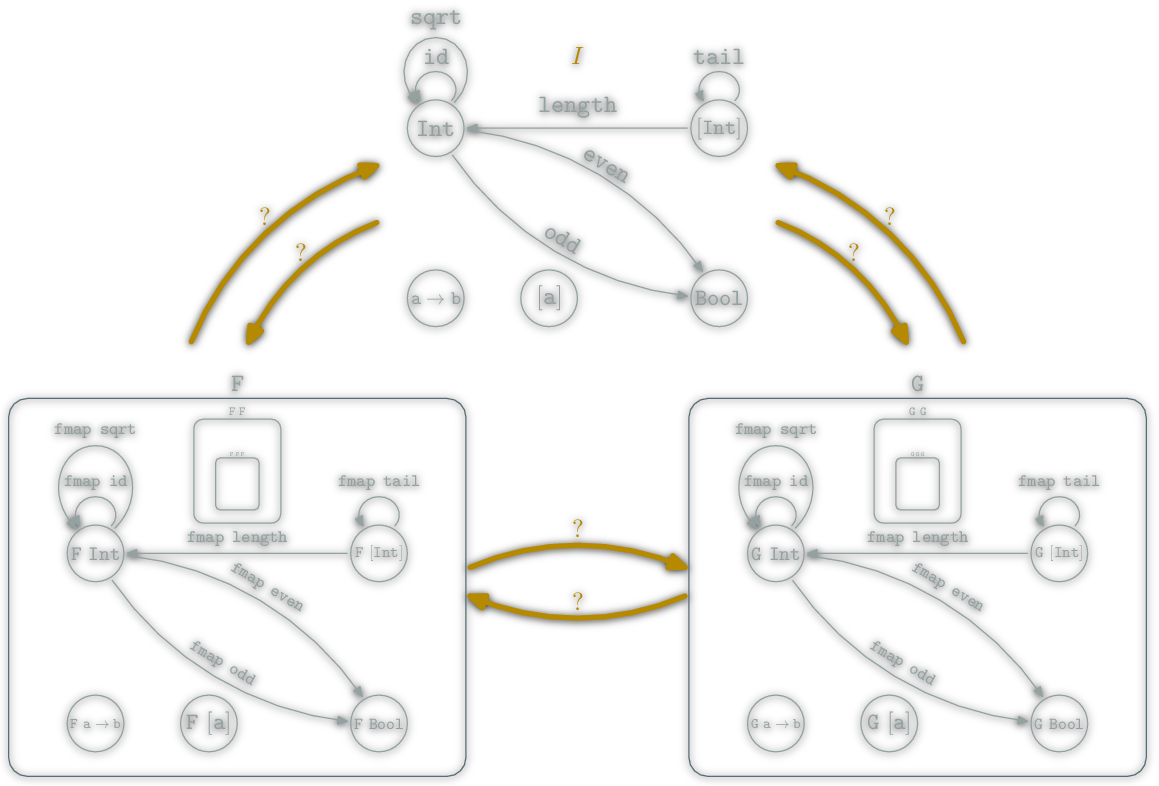 sqrt
id
I
tail
length
Int
[Int]
even
odd
a → b
[a]
Bool
?
?
?
?
F
F F
F F F
fmap sqrt
fmap id
fmap tail
fmap length
F Int
F [Int]
fmap even
fmap odd
F a → b
F [a]
F Bool
?
?
G
G G
G G G
fmap sqrt
fmap id
fmap tail
fmap length
G Int
G [Int]
fmap even
fmap odd
G a → b
G [a]
G Bool